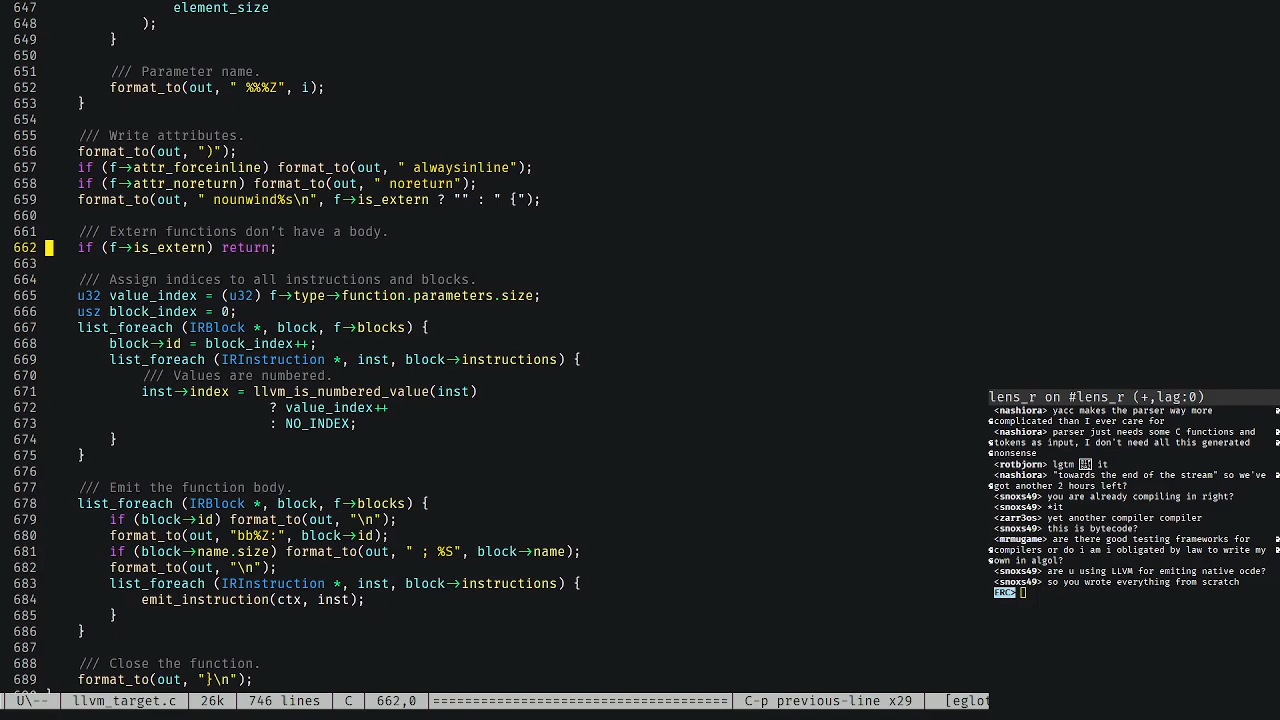 647                 element_size
648             );
649         }
650
651         /// Parameter name.
652         format_to(out, " %%%Z", i);
653     }
654
655     /// Write attributes.
656     format_to(out, ")");
657     if (f->attr_forceinline) format_to(out, " alwaysinline");
658     if (f->attr_noreturn) format_to(out, " noreturn");
659     format_to(out, " nounwind%s\n", f->is_extern ? "" : " {");
660
661     /// Extern functions don't have a body.
662     if (f->is_extern) return;
663
664     /// Assign indices to all instructions and blocks.
665     u32 value_index = (u32) f->type->function.parameters.size;
666     usz block_index = 0;
667     list_foreach (IRBlock *, block, f->blocks) {
668         block->id = block_index++;
669         list_foreach (IRInstruction *, inst, block->instructions) {
670             /// Values are numbered.
671             inst->index = llvm_is_numbered_value(inst)
672                             ? value_index++
673                             : NO_INDEX;
674         }
675     }
676
677     /// Emit the function body.
678     list_foreach (IRBlock *, block, f->blocks) {
679         if (block->id) format_to(out, "\n");
680         format_to(out, "bb%Z:", block->id);
681         if (block->name.size) format_to(out, " ; %S", block->name);
682         format_to(out, "\n");
683         list_foreach (IRInstruction *, inst, block->instructions) {
684             emit_instruction(ctx, inst);
685         }
686     }
687
688     /// Close the function.
689     format_to(out, "}\n");
U\-- llvm_target.c 26k 746 lines C 662,0 ===================================== C-p previous-line x29 [eglot
lens_r on #lens_r (+,lag:0)
<nashiora> yacc makes the parser way more
complicated than I ever care for
<nashiora> parser just needs some C functions and
tokens as input, I don't need all this generated
nonsense
<rotbjorn> lgtm it
<nashiora> "towards the end of the stream" so we've
got another 2 hours left?
<snoxs49> you are already compiling in right?
<snoxs49> *it
<zarr3os> yet another compiler compiler
<snoxs49> this is bytecode?
<mrmugame> are there good testing frameworks for
compilers or do i am i obligated by law to write my
own in algol?
<snoxs49> are u using LLVM for emiting native ocde?
<snoxs49> so you wrote everything from scratch
ERC>